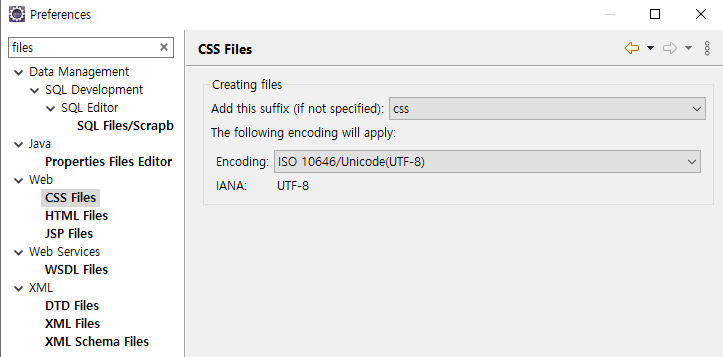 Preferences
files
Data Management
SQL Development
SQL Editor
SQL Files/Scrapb
Java
Properties Files Editor
Web
CSS Files
HTML Files
JSP Files
Web Services
WSDL Files
XML
DTD Files
XML Files
XML Schema Files
CSS Files
Creating files
Add this suffix (if not specified): css
The following encoding will apply:
Encoding: ISO 10646/Unicode(UTF-8)
IANA: UTF-8